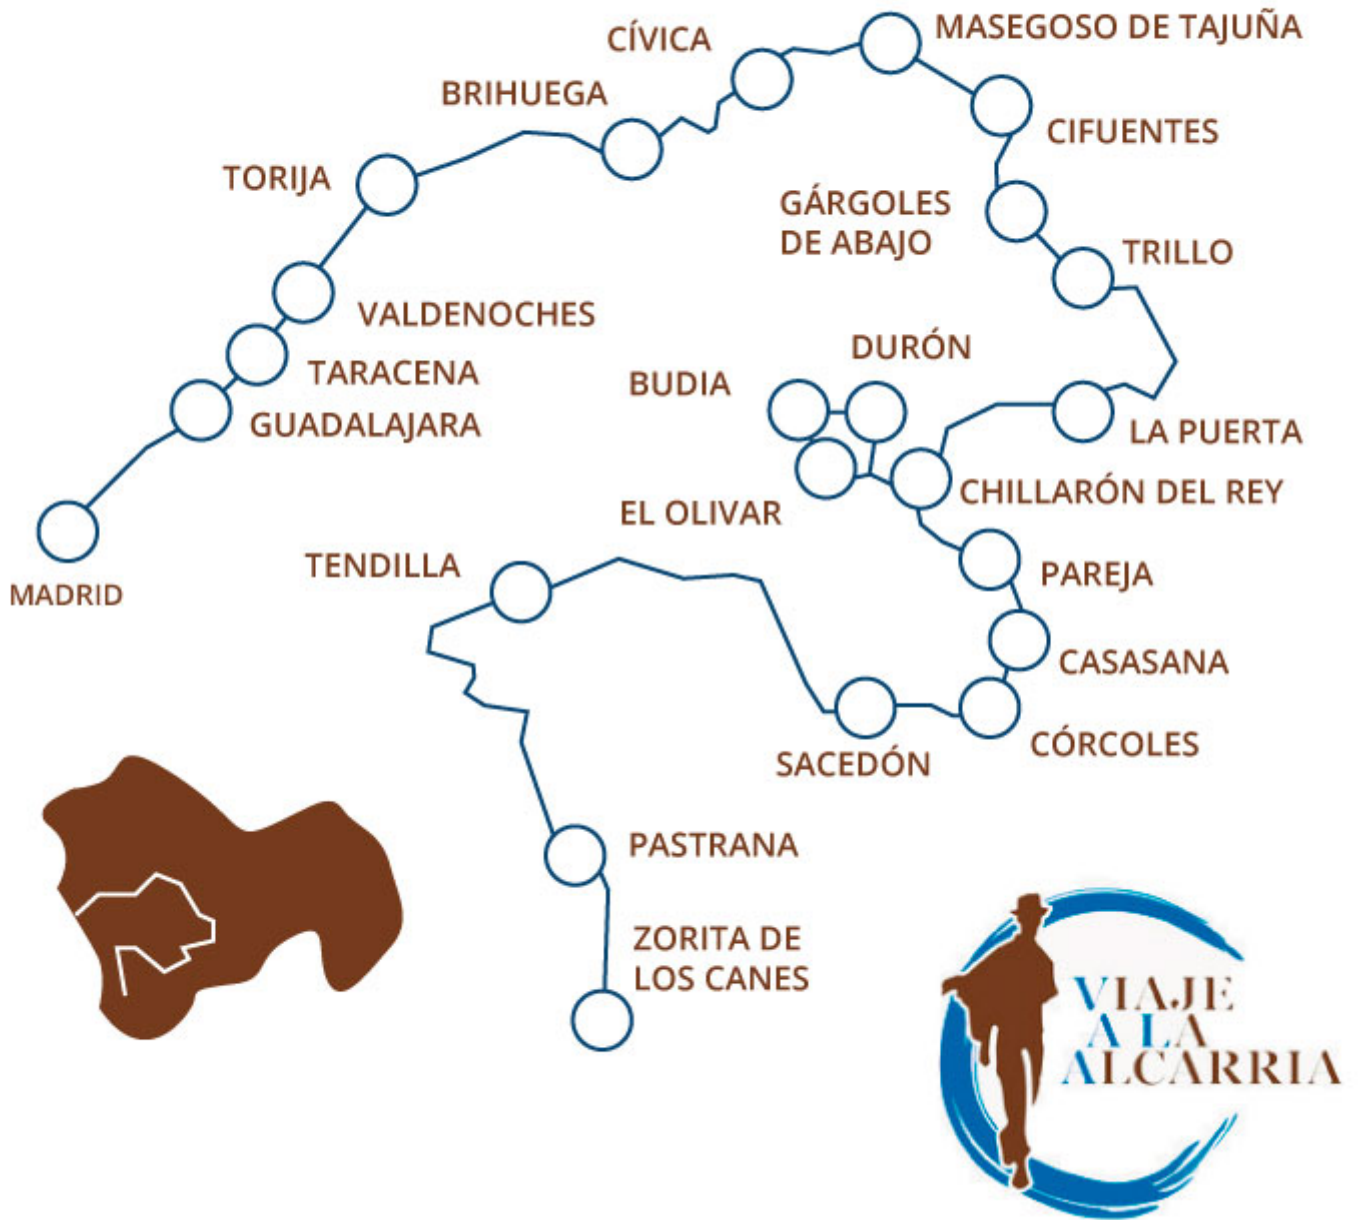 MASEGOSO DE TAJUÑA
CÍVICA
BRIHUEGA
CIFUENTES
TORIJA
GÁRGOLES
DE ABAJO
TRILLO
VALDENOCHES
DURÓN
TARACENA
BUDIA
GUADALAJARA
LA PUERTA
CHILLARÓN DEL REY
EL OLIVAR
TENDILLA
PAREJA
MADRID
CASASANA
CÓRCOLES
SACEDÓN
PASTRANA
ZORITA DE
LOS CANES
VIAJE
A LA
ALCARRIA